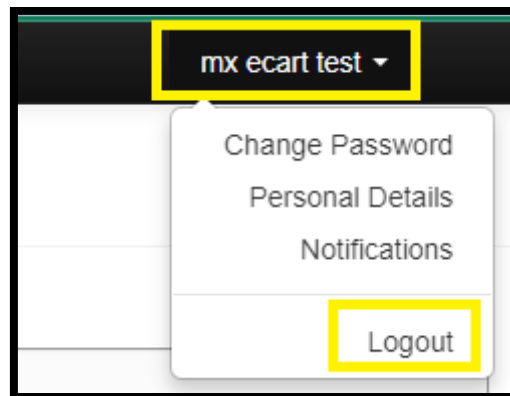 mx ecart test
Change Password
Personal Details
Notifications
Logout